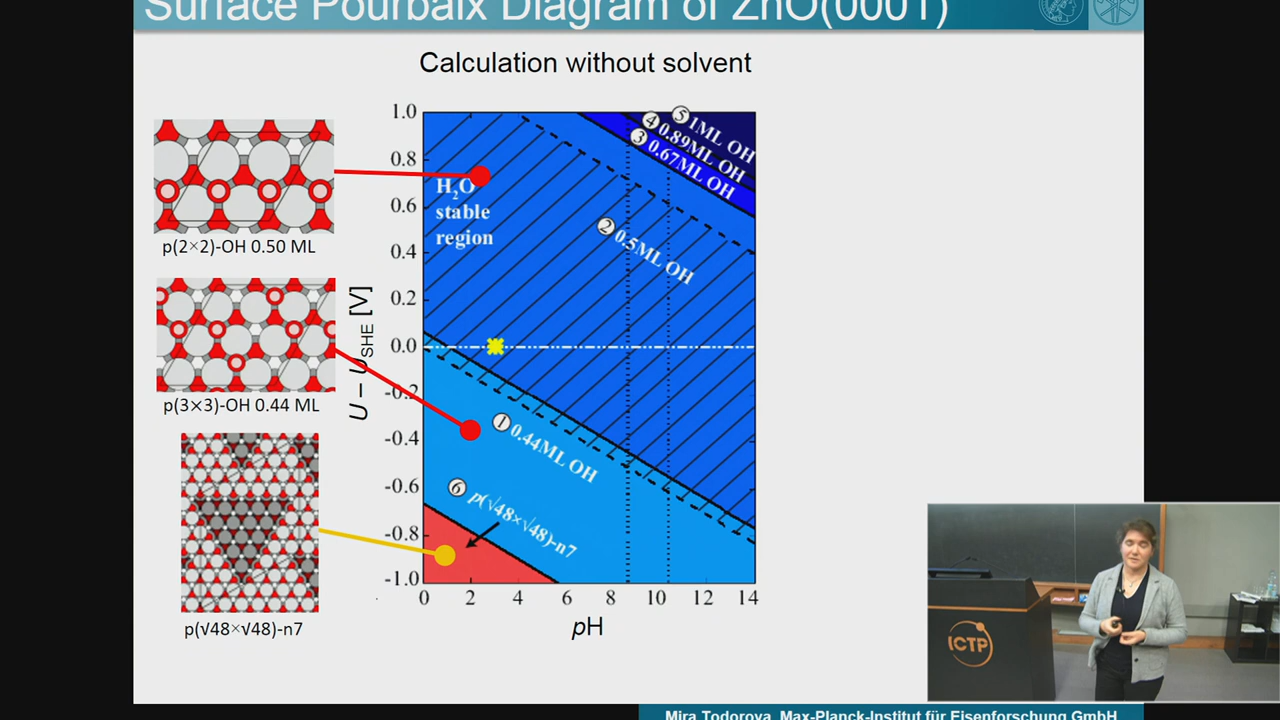 Surface Pourbaix Diagram of ZnO(0001)
Calculation without solvent
p(2×2)-OH 0.50 ML
p(3×3)-OH 0.44 ML
p(√48×√48)-n7
U – U_SHE [V]
1.0
0.8
0.6
0.4
0.2
0.0
-0.2
-0.4
-0.6
-0.8
-1.0
5 1ML OH
4 0.89ML OH
3 0.67ML OH
H₂O
stable
region
2 0.5ML OH
1 0.44ML OH
6 p(√48×√48)-n7
0 2 4 6 8 10 12 14
pH
ICTP
Mira Todorova, Max-Planck-Institut für Eisenforschung GmbH